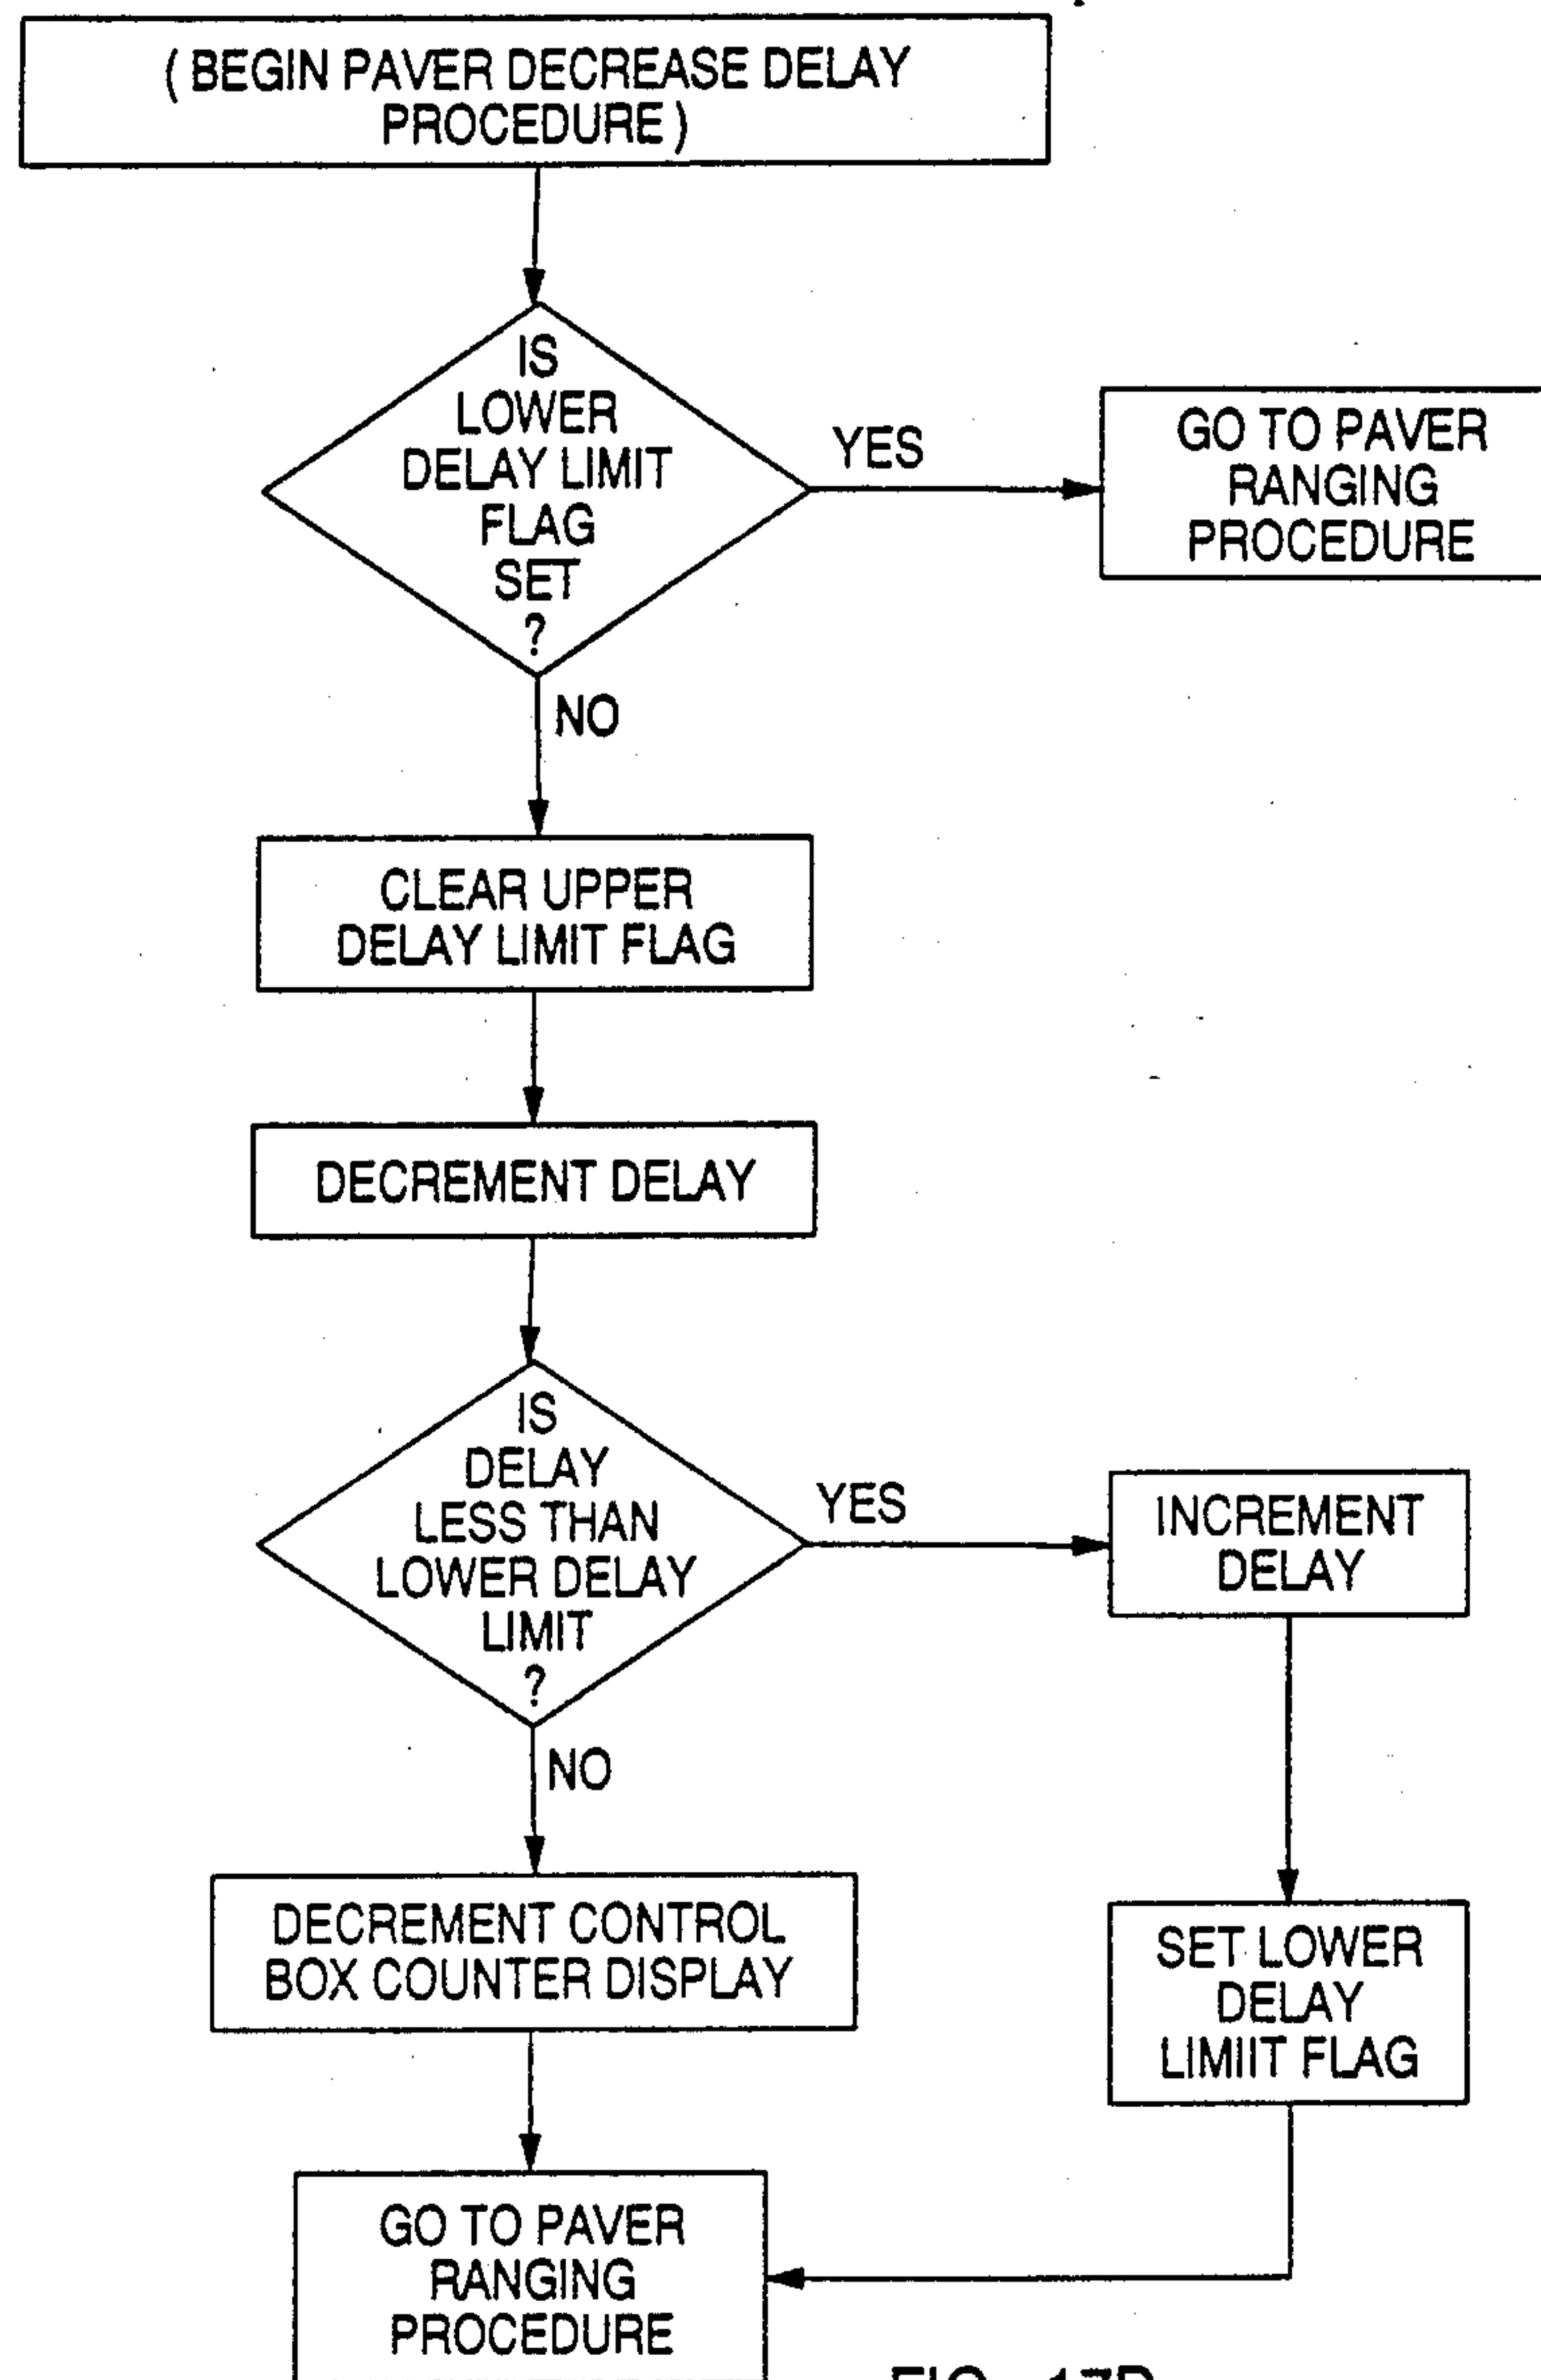 ( BEGIN PAVER DECREASE DELAY
PROCEDURE )
IS
LOWER
DELAY LIMIT
FLAG
SET
?
YES
GO TO PAVER
RANGING
PROCEDURE
NO
CLEAR UPPER
DELAY LIMIT FLAG
DECREMENT DELAY
IS
DELAY
LESS THAN
LOWER DELAY
LIMIT
?
YES
INCREMENT
DELAY
NO
DECREMENT CONTROL
BOX COUNTER DISPLAY
SET LOWER
DELAY
LIMIIT FLAG
GO TO PAVER
RANGING
PROCEDURE